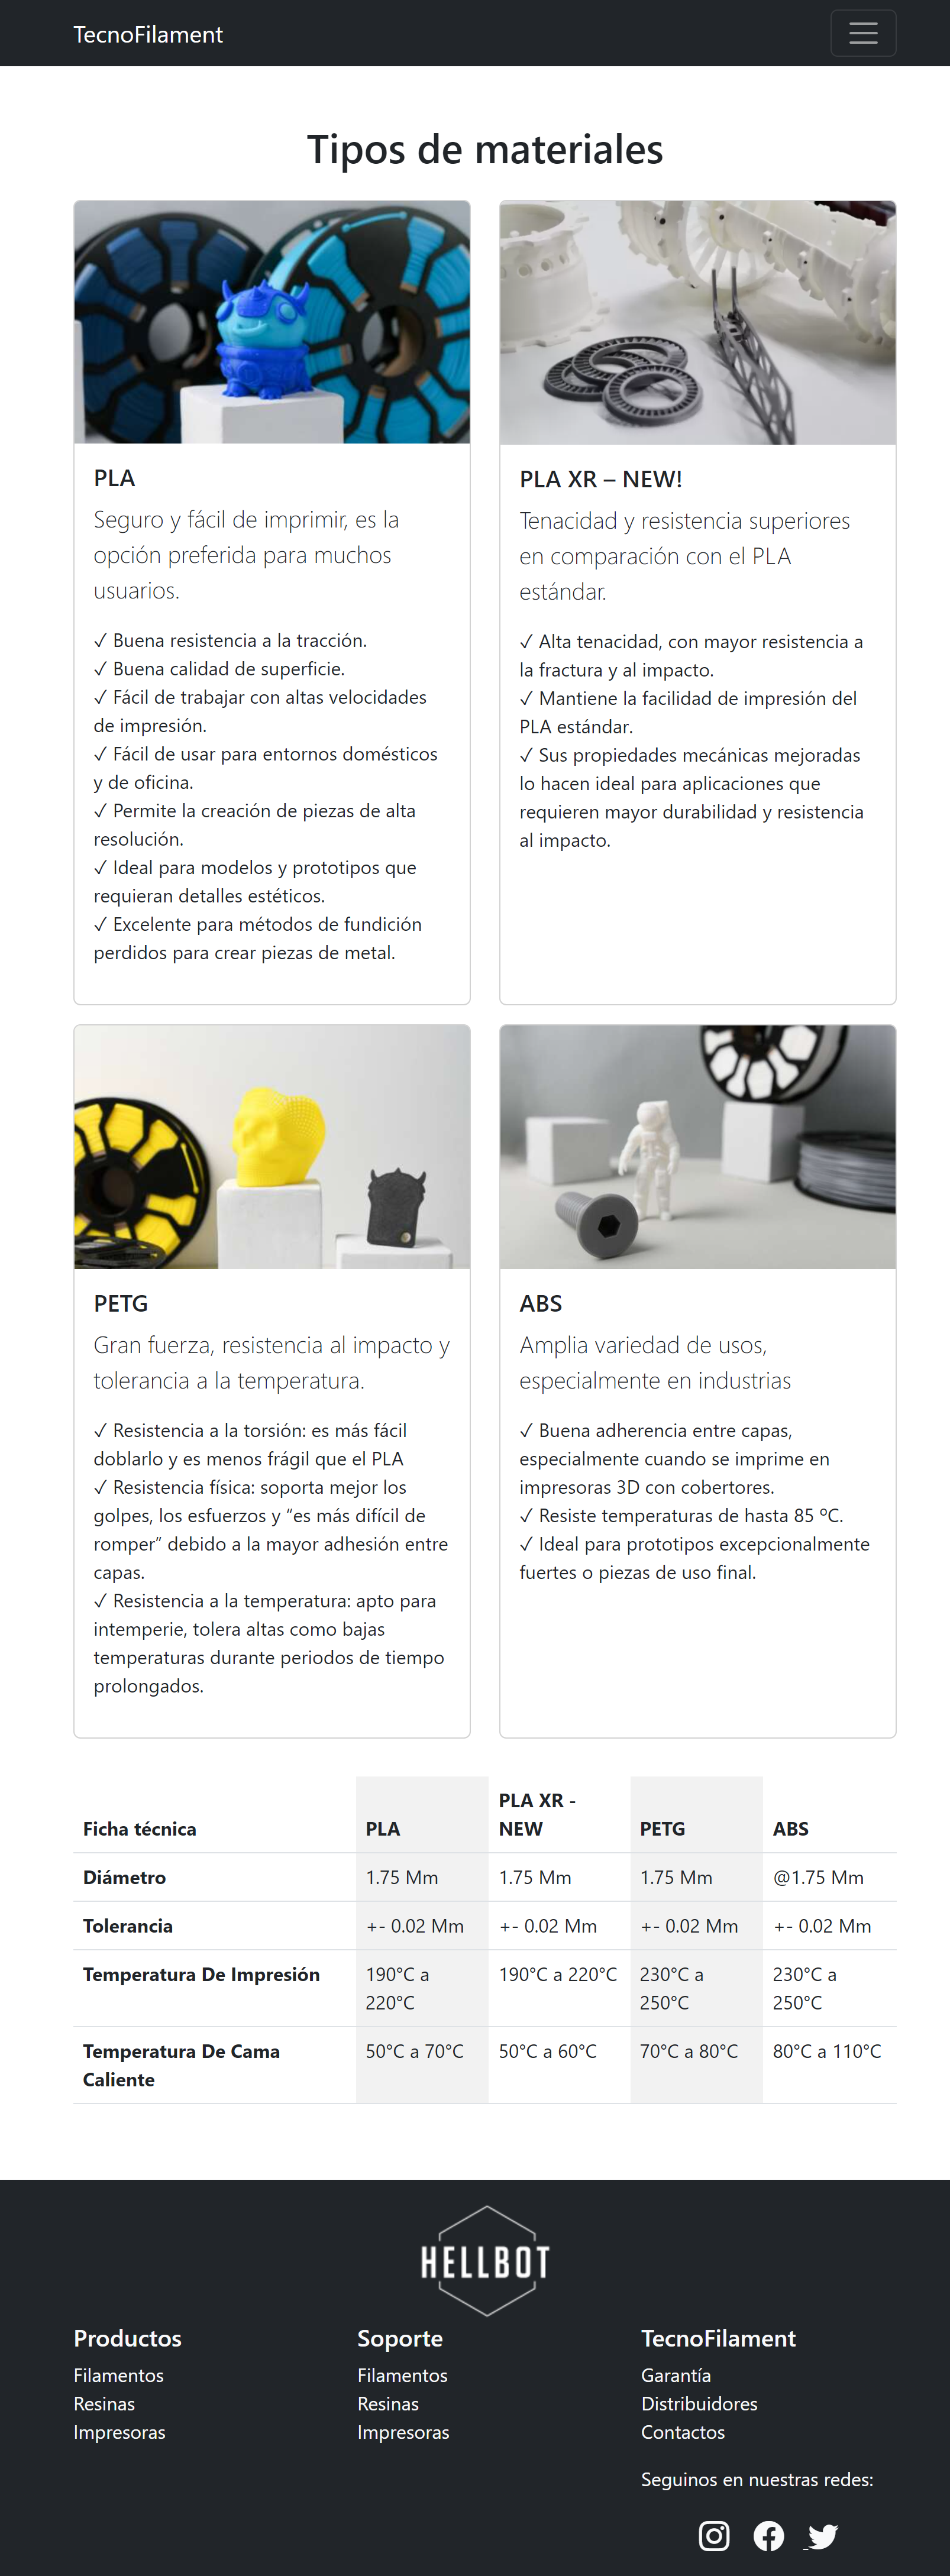 TecnoFilament
Tipos de materiales
PLA
Seguro y fácil de imprimir, es la
opción preferida para muchos
usuarios.
✓ Buena resistencia a la tracción.
✓ Buena calidad de superficie.
✓ Fácil de trabajar con altas velocidades
de impresión.
✓ Fácil de usar para entornos domésticos
y de oficina.
✓ Permite la creación de piezas de alta
resolución.
✓ Ideal para modelos y prototipos que
requieran detalles estéticos.
✓ Excelente para métodos de fundición
perdidos para crear piezas de metal.
PLA XR – NEW!
Tenacidad y resistencia superiores
en comparación con el PLA
estándar.
✓ Alta tenacidad, con mayor resistencia a
la fractura y al impacto.
✓ Mantiene la facilidad de impresión del
PLA estándar.
✓ Sus propiedades mecánicas mejoradas
lo hacen ideal para aplicaciones que
requieren mayor durabilidad y resistencia
al impacto.
PETG
Gran fuerza, resistencia al impacto y
tolerancia a la temperatura.
✓ Resistencia a la torsión: es más fácil
doblarlo y es menos frágil que el PLA
✓ Resistencia física: soporta mejor los
golpes, los esfuerzos y “es más difícil de
romper” debido a la mayor adhesión entre
capas.
✓ Resistencia a la temperatura: apto para
intemperie, tolera altas como bajas
temperaturas durante periodos de tiempo
prolongados.
ABS
Amplia variedad de usos,
especialmente en industrias
✓ Buena adherencia entre capas,
especialmente cuando se imprime en
impresoras 3D con cobertores.
✓ Resiste temperaturas de hasta 85 ºC.
✓ Ideal para prototipos excepcionalmente
fuertes o piezas de uso final.
Ficha técnica PLA PLA XR - NEW PETG ABS
Diámetro 1.75 Mm 1.75 Mm 1.75 Mm @1.75 Mm
Tolerancia +- 0.02 Mm +- 0.02 Mm +- 0.02 Mm +- 0.02 Mm
Temperatura De Impresión 190°C a 220°C 190°C a 220°C 230°C a 250°C 230°C a 250°C
Temperatura De Cama Caliente 50°C a 70°C 50°C a 60°C 70°C a 80°C 80°C a 110°C
HELLBOT
Productos
Filamentos
Resinas
Impresoras
Soporte
Filamentos
Resinas
Impresoras
TecnoFilament
Garantía
Distribuidores
Contactos
Seguinos en nuestras redes: